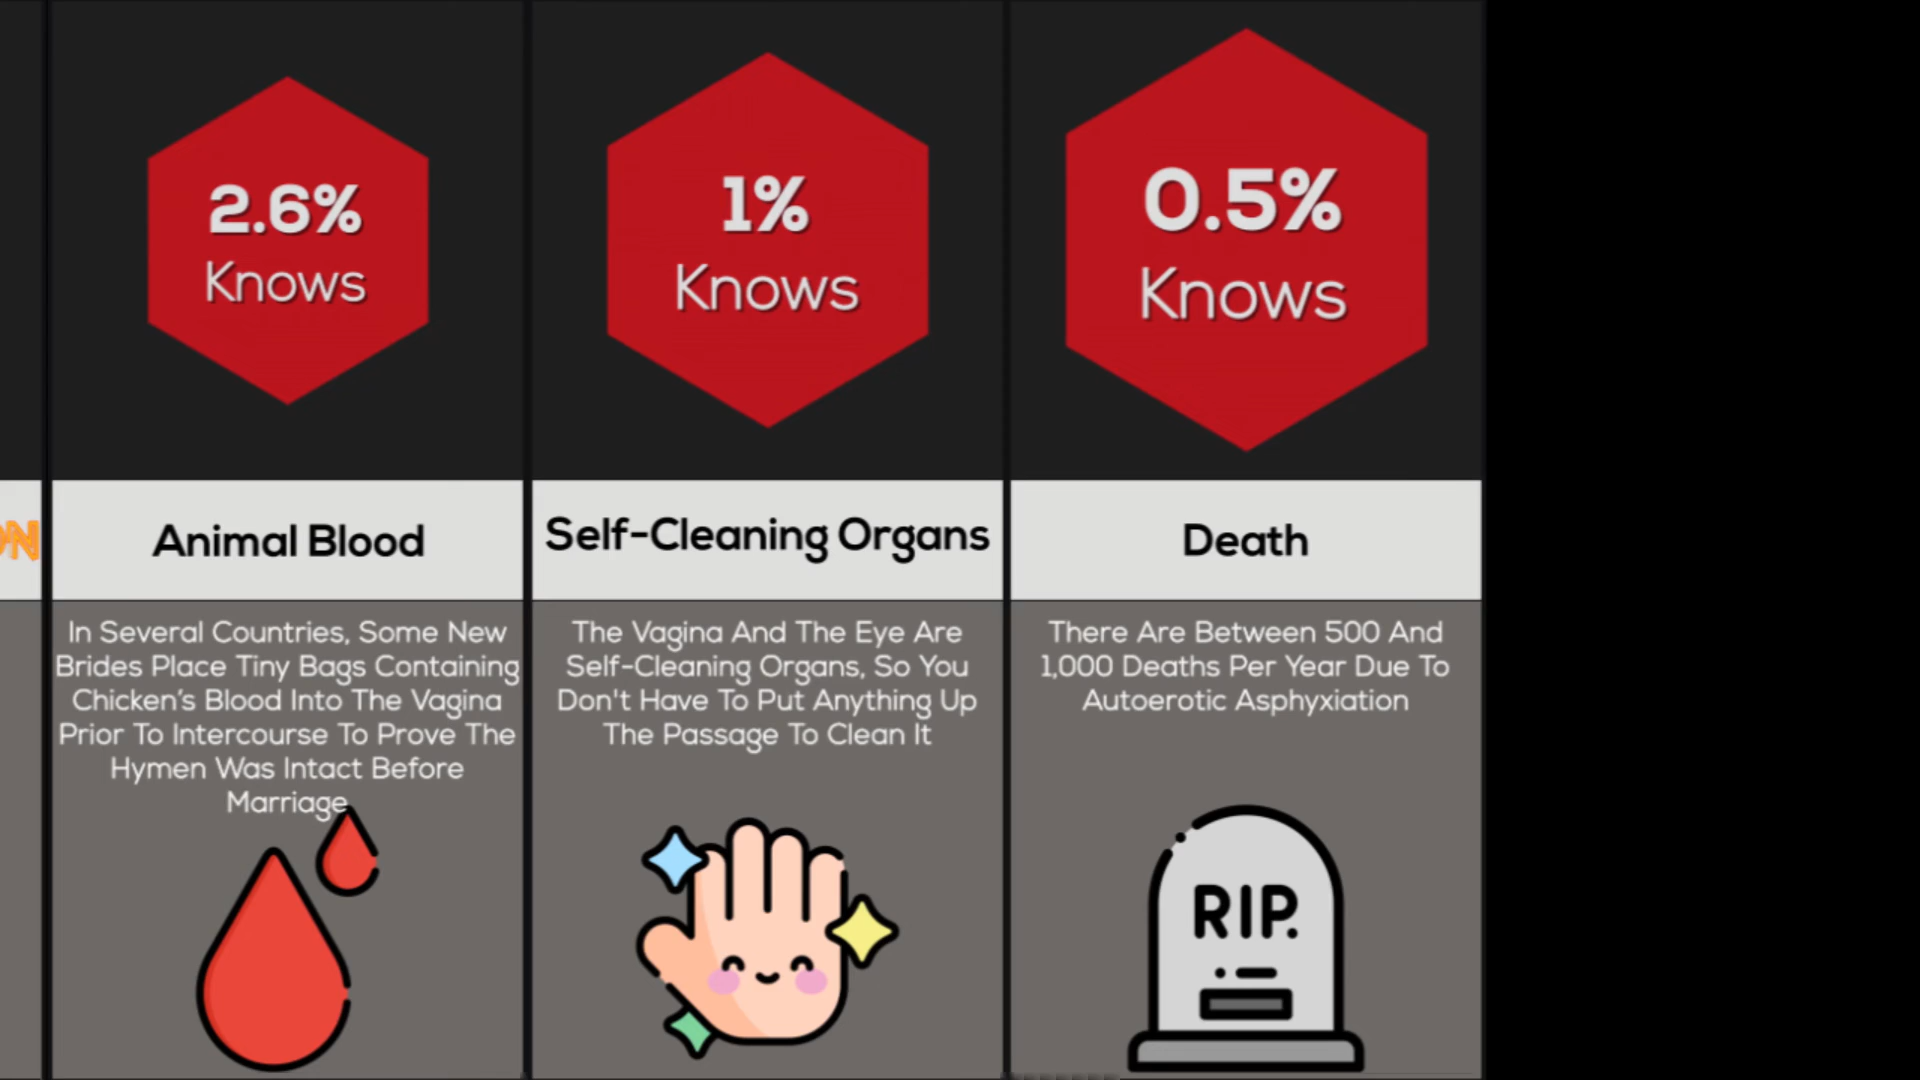 2.6%
Knows
1%
Knows
0.5%
Knows
Animal Blood
Self-Cleaning Organs
Death
In Several Countries, Some New
Brides Place Tiny Bags Containing
Chicken's Blood Into The Vagina
Prior To Intercourse To Prove The
Hymen Was Intact Before
Marriage
The Vagina And The Eye Are
Self-Cleaning Organs, So You
Don't Have To Put Anything Up
The Passage To Clean It
There Are Between 500 And
1,000 Deaths Per Year Due To
Autoerotic Asphyxiation
RIP.